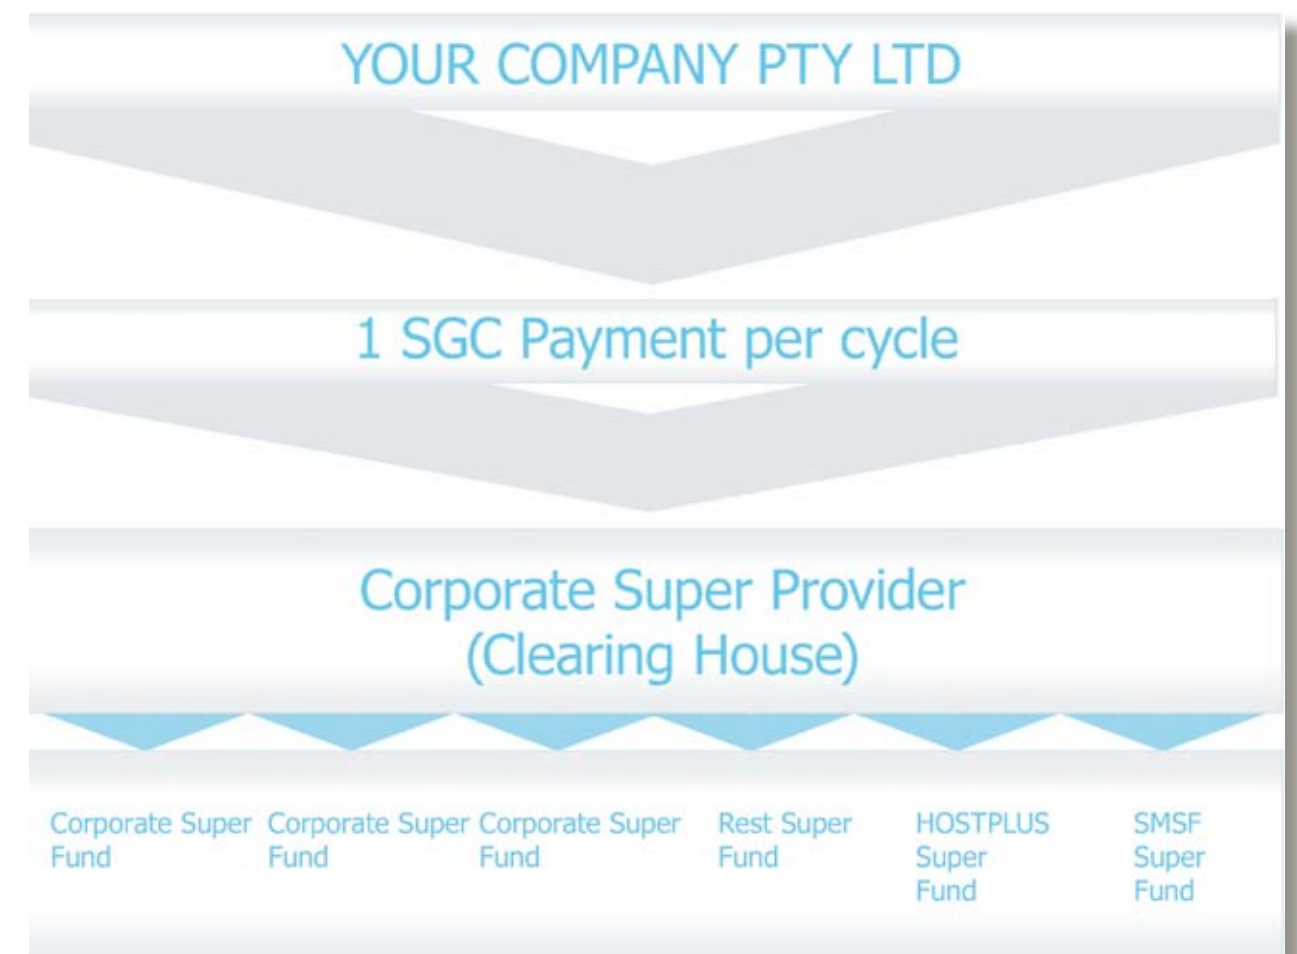 YOUR COMPANY PTY LTD
1 SGC Payment per cycle
Corporate Super Provider
(Clearing House)
Corporate Super
Fund
Corporate Super
Fund
Corporate Super
Fund
Rest Super
Fund
HOSTPLUS
Super
Fund
SMSF
Super
Fund